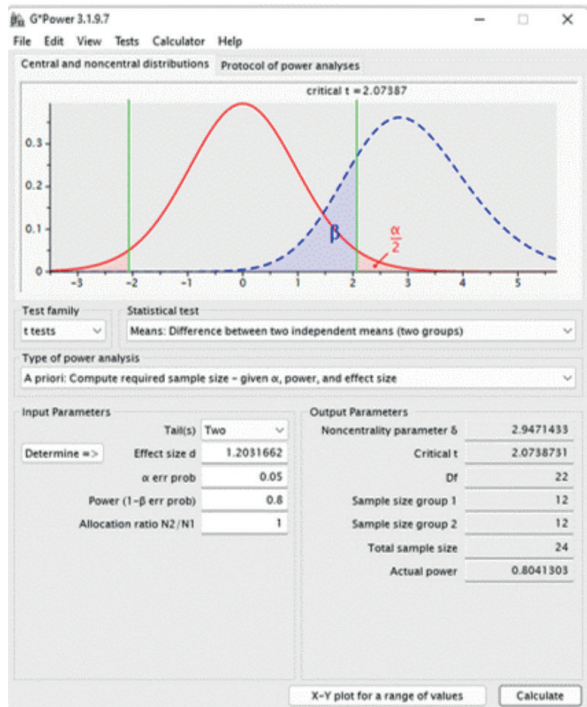 G*Power 3.1.9.7
File Edit View Tests Calculator Help
Central and noncentral distributions Protocol of power analyses
critical t = 2.07387
0.3
0.2
0.1
0
β
α
2
-3 -2 -1 0 1 2 3 4 5
Test family Statistical test
t tests Means: Difference between two independent means (two groups)
Type of power analysis
A priori: Compute required sample size - given α, power, and effect size
Input Parameters
Tail(s) Two
Determine => Effect size d 1.2031662
α err prob 0.05
Power (1-β err prob) 0.8
Allocation ratio N2/N1 1
Output Parameters
Noncentrality parameter δ 2.9471433
Critical t 2.0738731
Df 22
Sample size group 1 12
Sample size group 2 12
Total sample size 24
Actual power 0.8041303
X-Y plot for a range of values Calculate